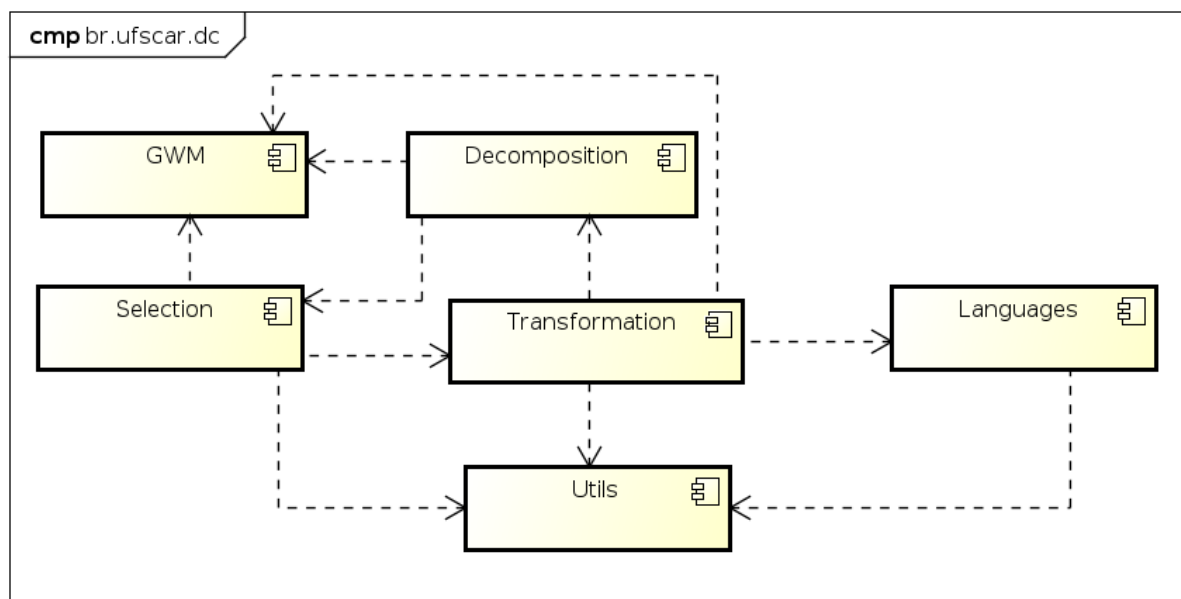 cmp br.ufscar.dc
GWM
Decomposition
Selection
Transformation
Languages
Utils